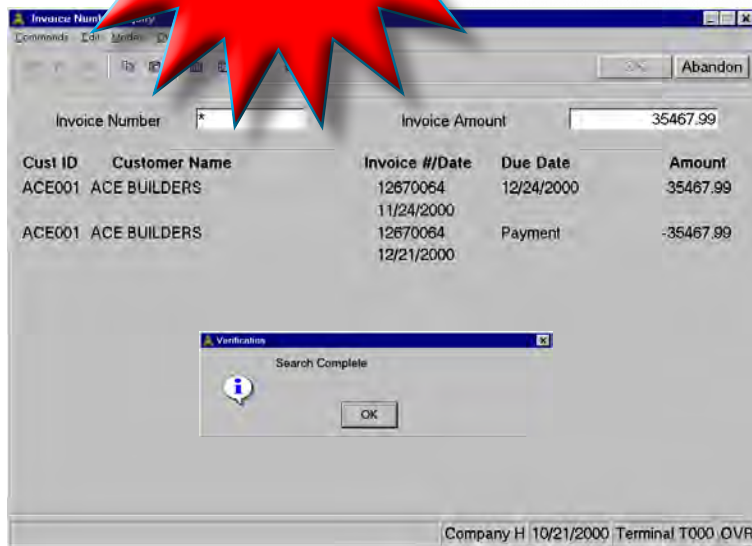 Invoice
Commands Edit Modes
Abandon
Invoice Number * Invoice Amount 35467.99
Cust ID Customer Name Invoice #/Date Due Date Amount
ACE001 ACE BUILDERS 12670064 12/24/2000 35467.99
11/24/2000
ACE001 ACE BUILDERS 12670064 Payment -35467.99
12/21/2000
Verification
Search Complete
OK
Company H 10/21/2000 Terminal T000 OVR